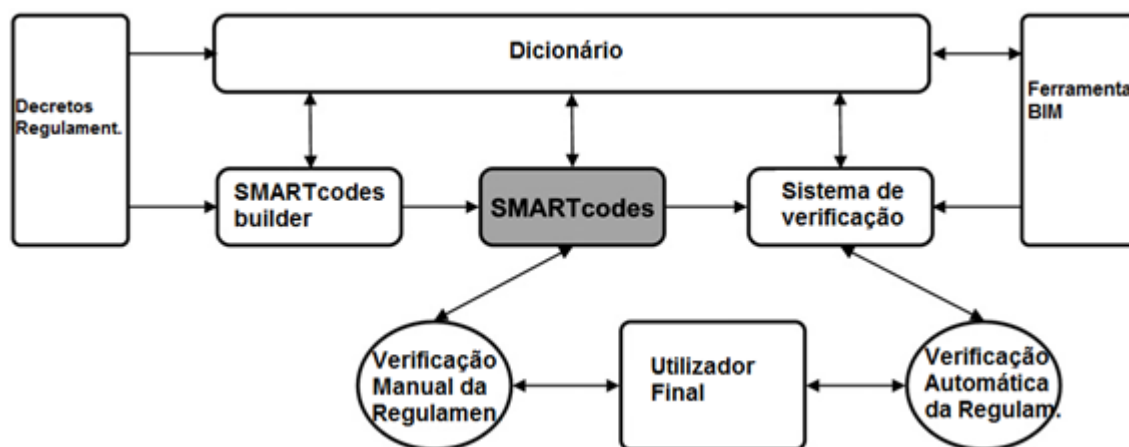 Dicionário
Decretos
Regulament.
Ferramenta
BIM
SMARTcodes
builder
SMARTcodes
Sistema de
verificação
Verificação
Manual da
Regulamen.
Utilizador
Final
Verificação
Automática
da Regulam.